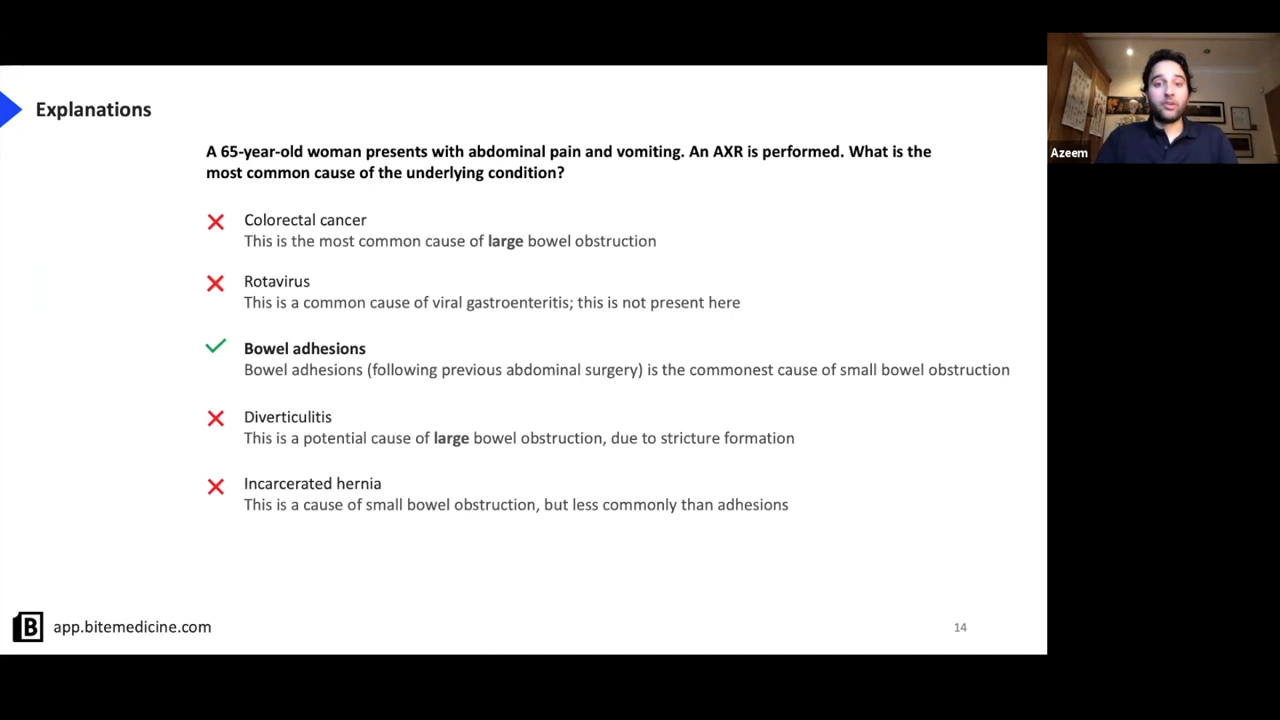 Explanations
A 65-year-old woman presents with abdominal pain and vomiting. An AXR is performed. What is the
most common cause of the underlying condition?
Colorectal cancer
This is the most common cause of large bowel obstruction
Rotavirus
This is a common cause of viral gastroenteritis; this is not present here
Bowel adhesions
Bowel adhesions (following previous abdominal surgery) is the commonest cause of small bowel obstruction
Diverticulitis
This is a potential cause of large bowel obstruction, due to stricture formation
Incarcerated hernia
This is a cause of small bowel obstruction, but less commonly than adhesions
B
app.bitemedicine.com
14
Azeem